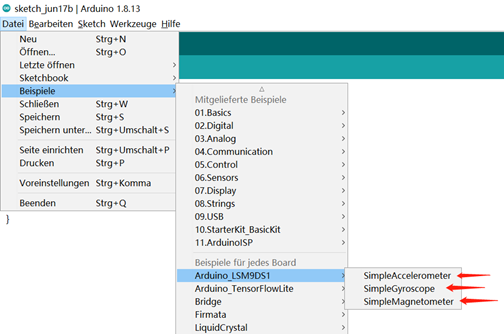 sketch_jun17b | Arduino 1.8.13
Datei Bearbeiten Sketch Werkzeuge Hilfe
Neu Strg+N
Öffnen... Strg+O
Letzte öffnen
Sketchbook
Beispiele
Schließen Strg+W
Speichern Strg+S
Speichern unter... Strg+Umschalt+S
Seite einrichten Strg+Umschalt+P
Drucken Strg+P
Voreinstellungen Strg+Komma
Beenden Strg+Q
}
Mitgelieferte Beispiele
01.Basics
02.Digital
03.Analog
04.Communication
05.Control
06.Sensors
07.Display
08.Strings
09.USB
10.StarterKit_BasicKit
11.ArduinoISP
Beispiele für jedes Board
Arduino_LSM9DS1
Arduino_TensorFlowLite
Bridge
Firmata
LiquidCrystal
SimpleAccelerometer
SimpleGyroscope
SimpleMagnetometer